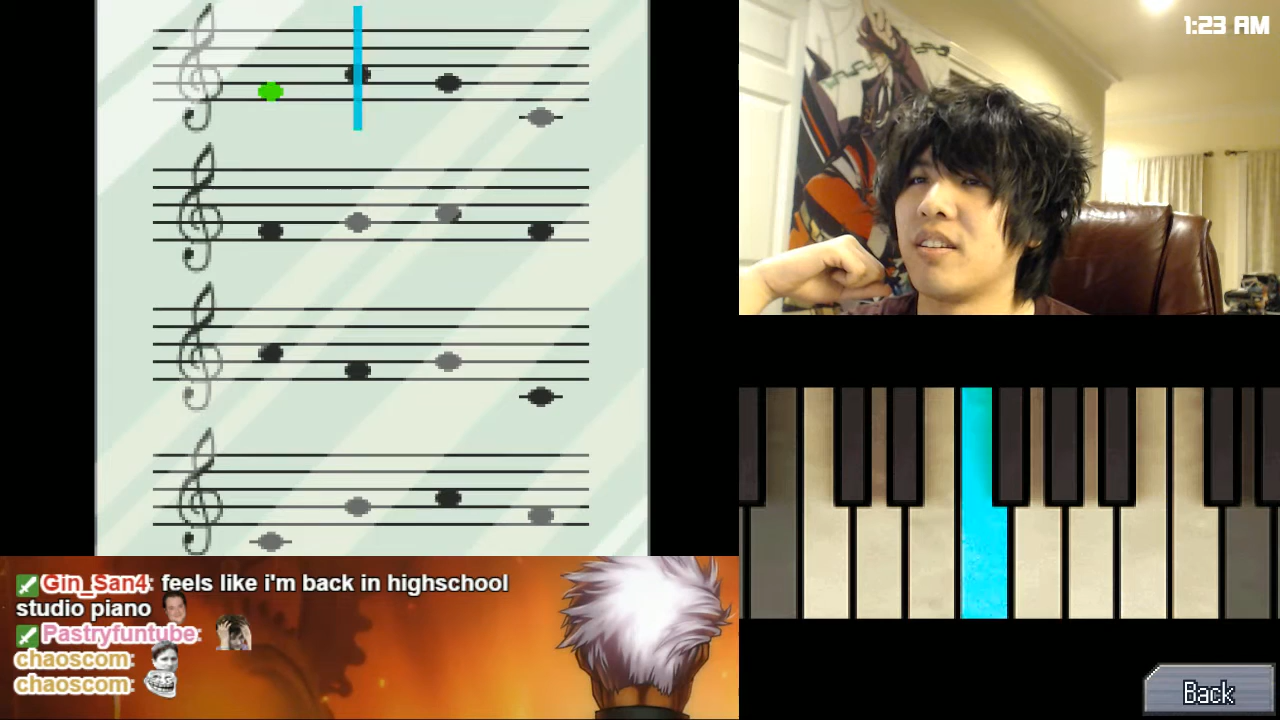 1:23 AM
Gin_San4: feels like i'm back in highschool
studio piano
Pastryfuntube:
chaoscom:
chaoscom:
Back